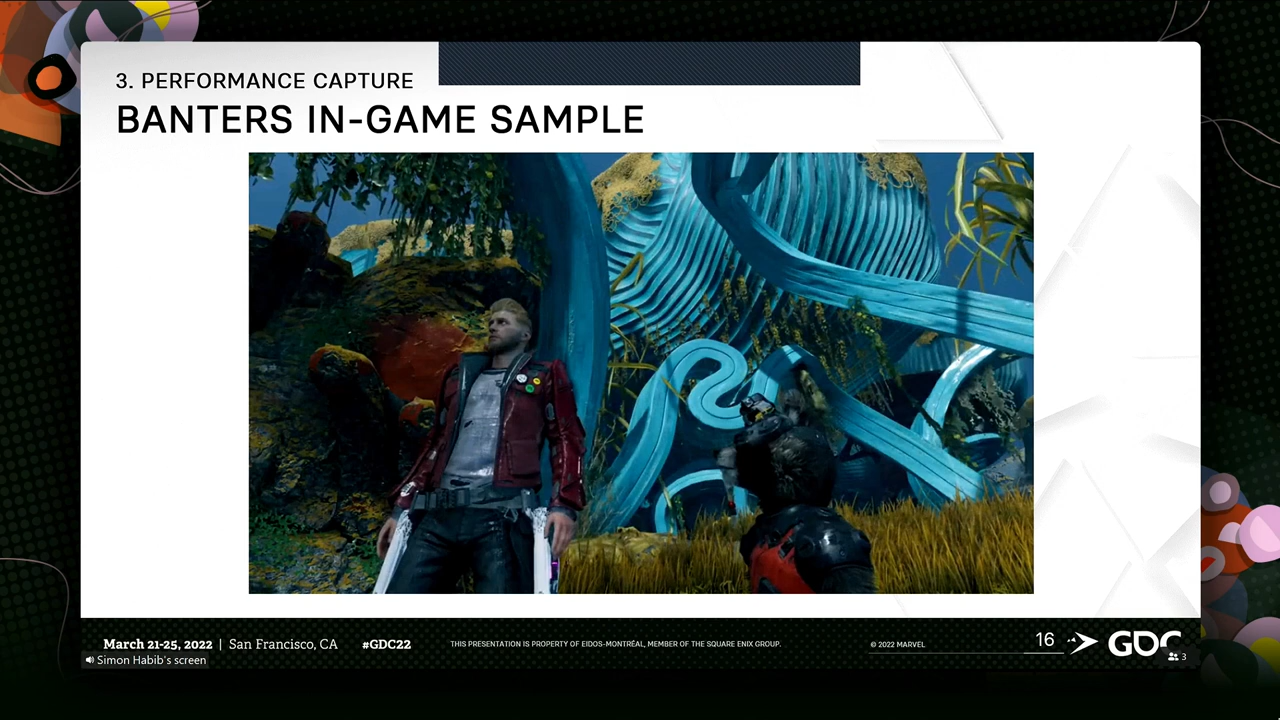 3. PERFORMANCE CAPTURE
BANTERS IN-GAME SAMPLE
March 21-25, 2022 | San Francisco, CA #GDC22 THIS PRESENTATION IS PROPERTY OF EIDOS-MONTRÉAL, MEMBER OF THE SQUARE ENIX GROUP. © 2022 MARVEL 16 GDC
Simon Habib's screen 3